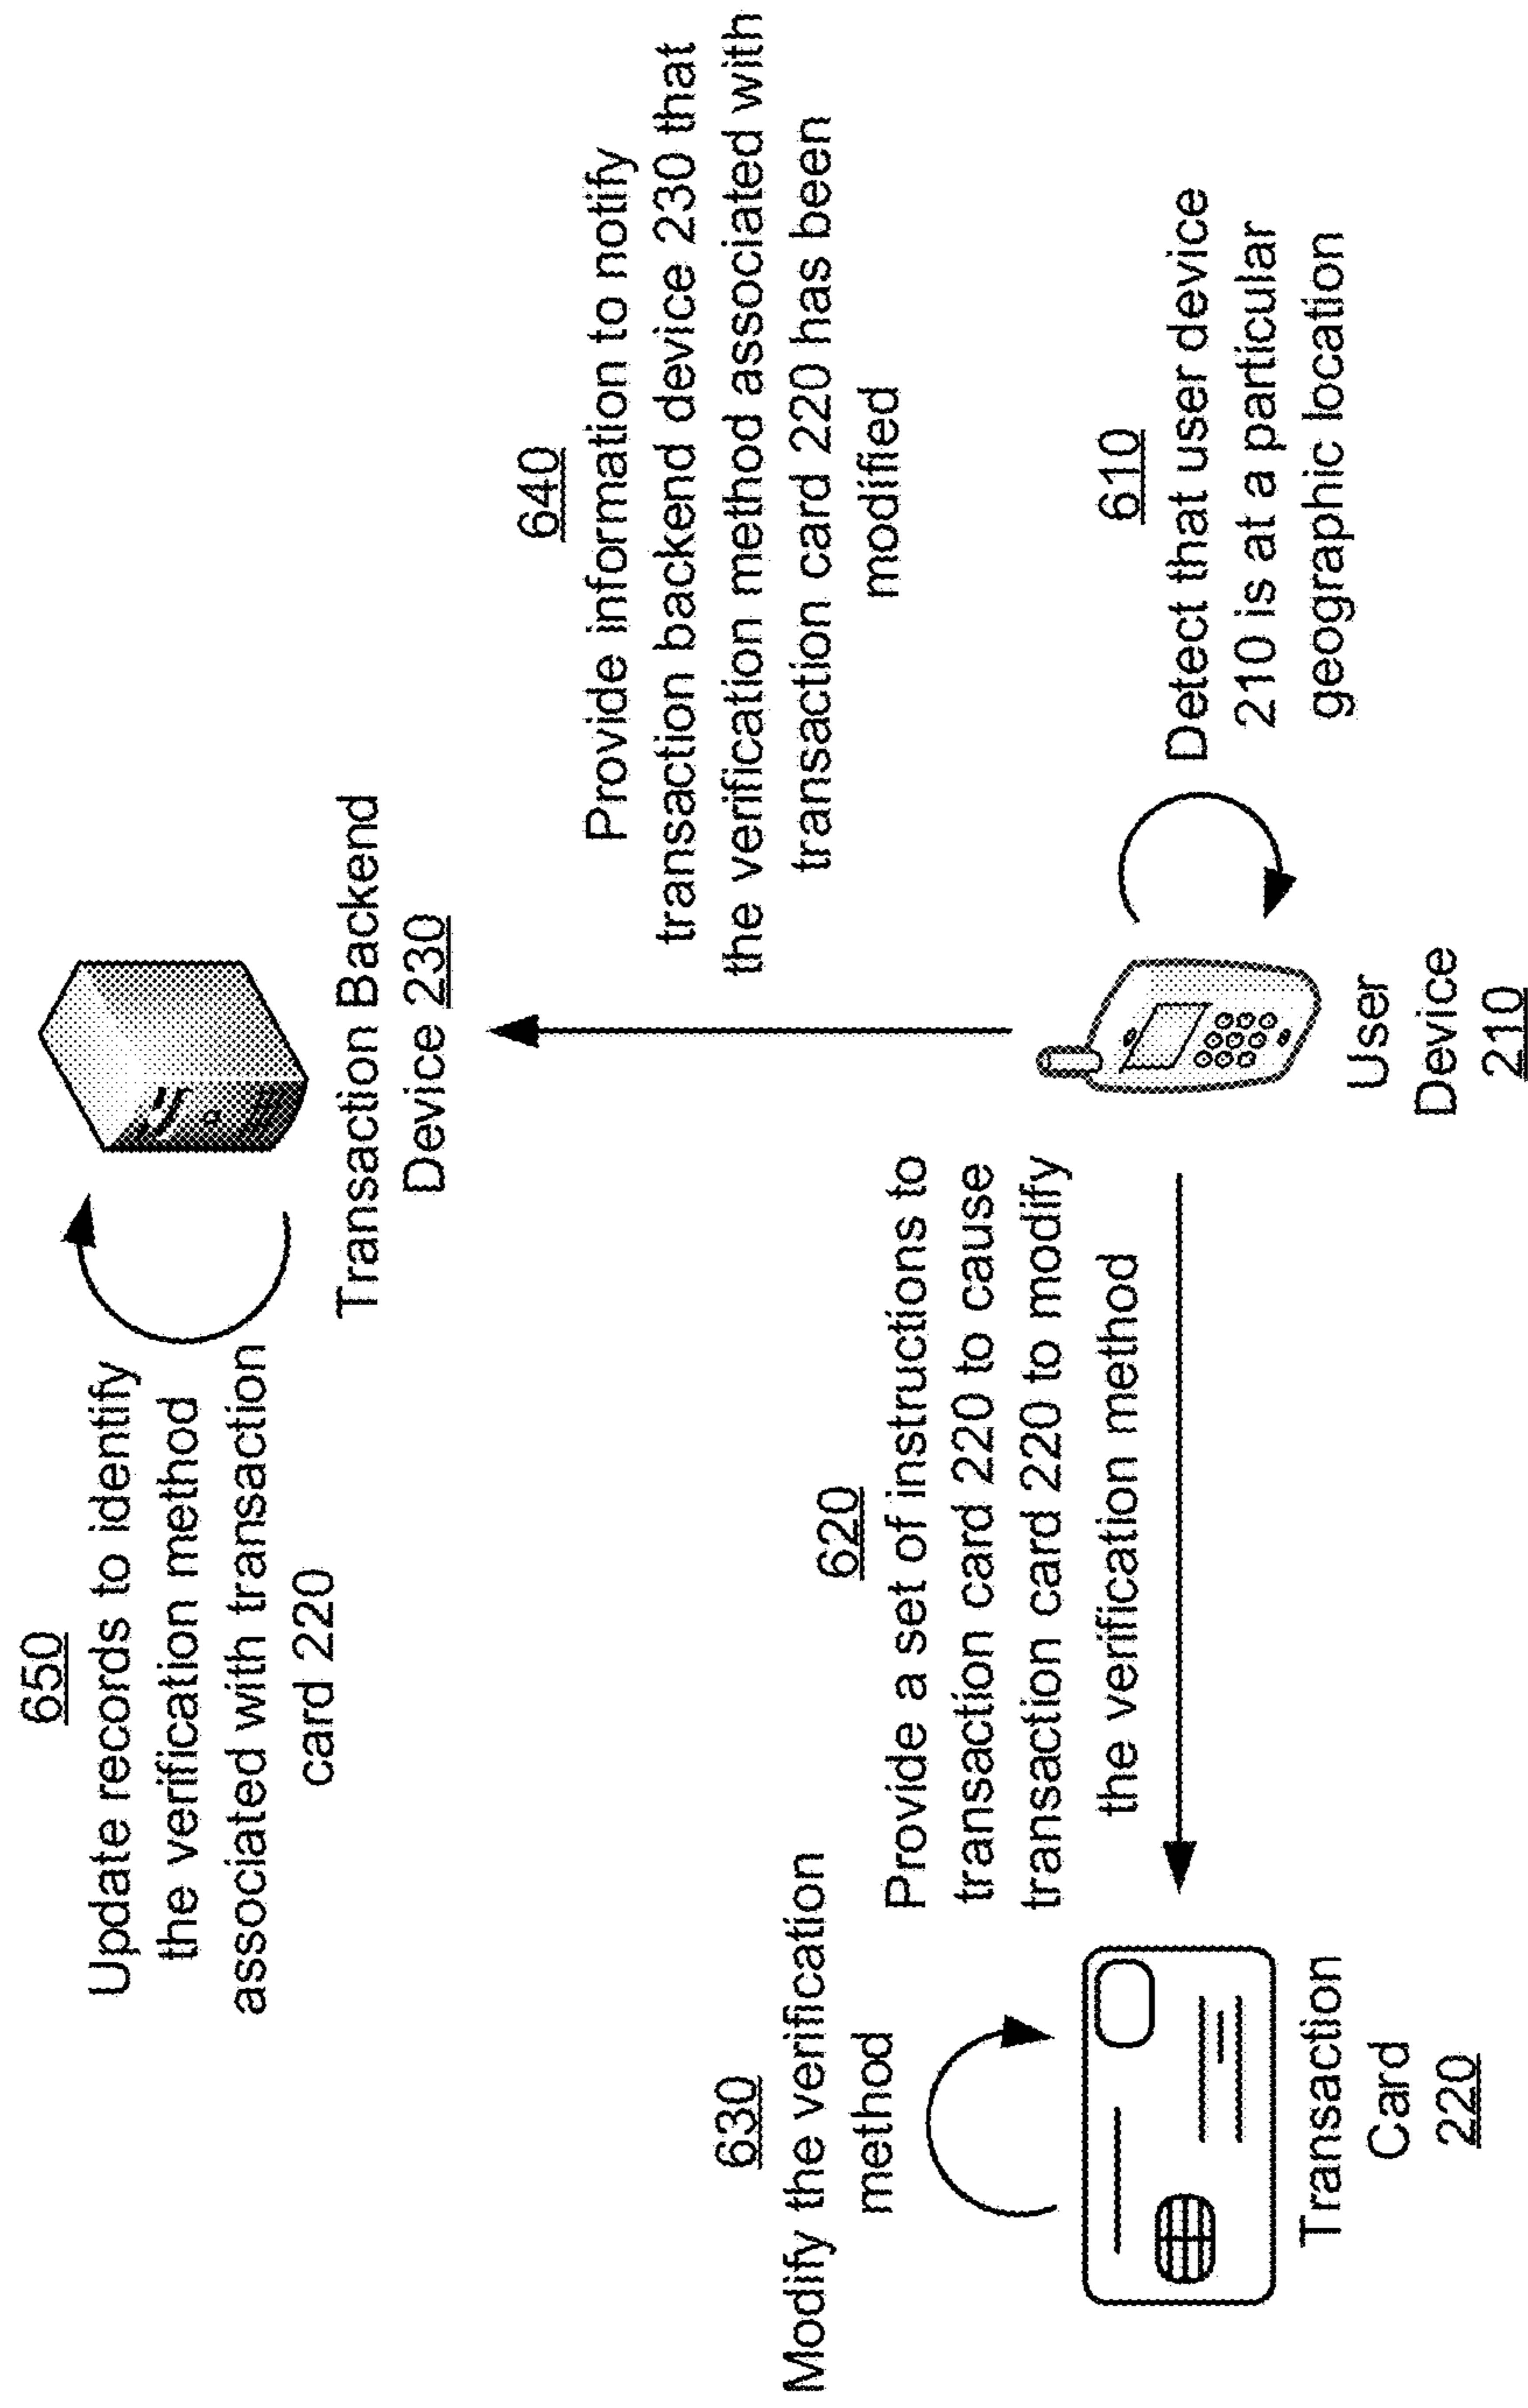 650
Update records to identify
the verification method
associated with transaction
card 220
Transaction Backend
Device 230
640
Provide information to notify
transaction backend device 230 that
the verification method associated with
transaction card 220 has been
modified
630
Modify the verification
method
620
Provide a set of instructions to
transaction card 220 to cause
transaction card 220 to modify
the verification method
610
Detect that user device
210 is at a particular
geographic location
Transaction
Card
220
User
Device
210